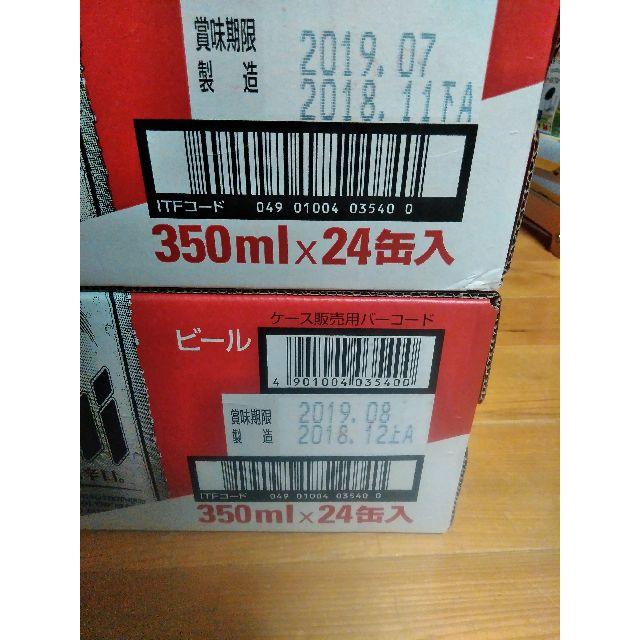 賞味期限 2019.07
製造 2018.11下A
ITFコード 049 01004 03540 0
350ml×24缶入
ケース販売用バーコード
ビール
4 901004 035400
賞味期限 2019.08
製造 2018.12上A
辛口。
ITFコード 049 01004 03540 0
350ml×24缶入